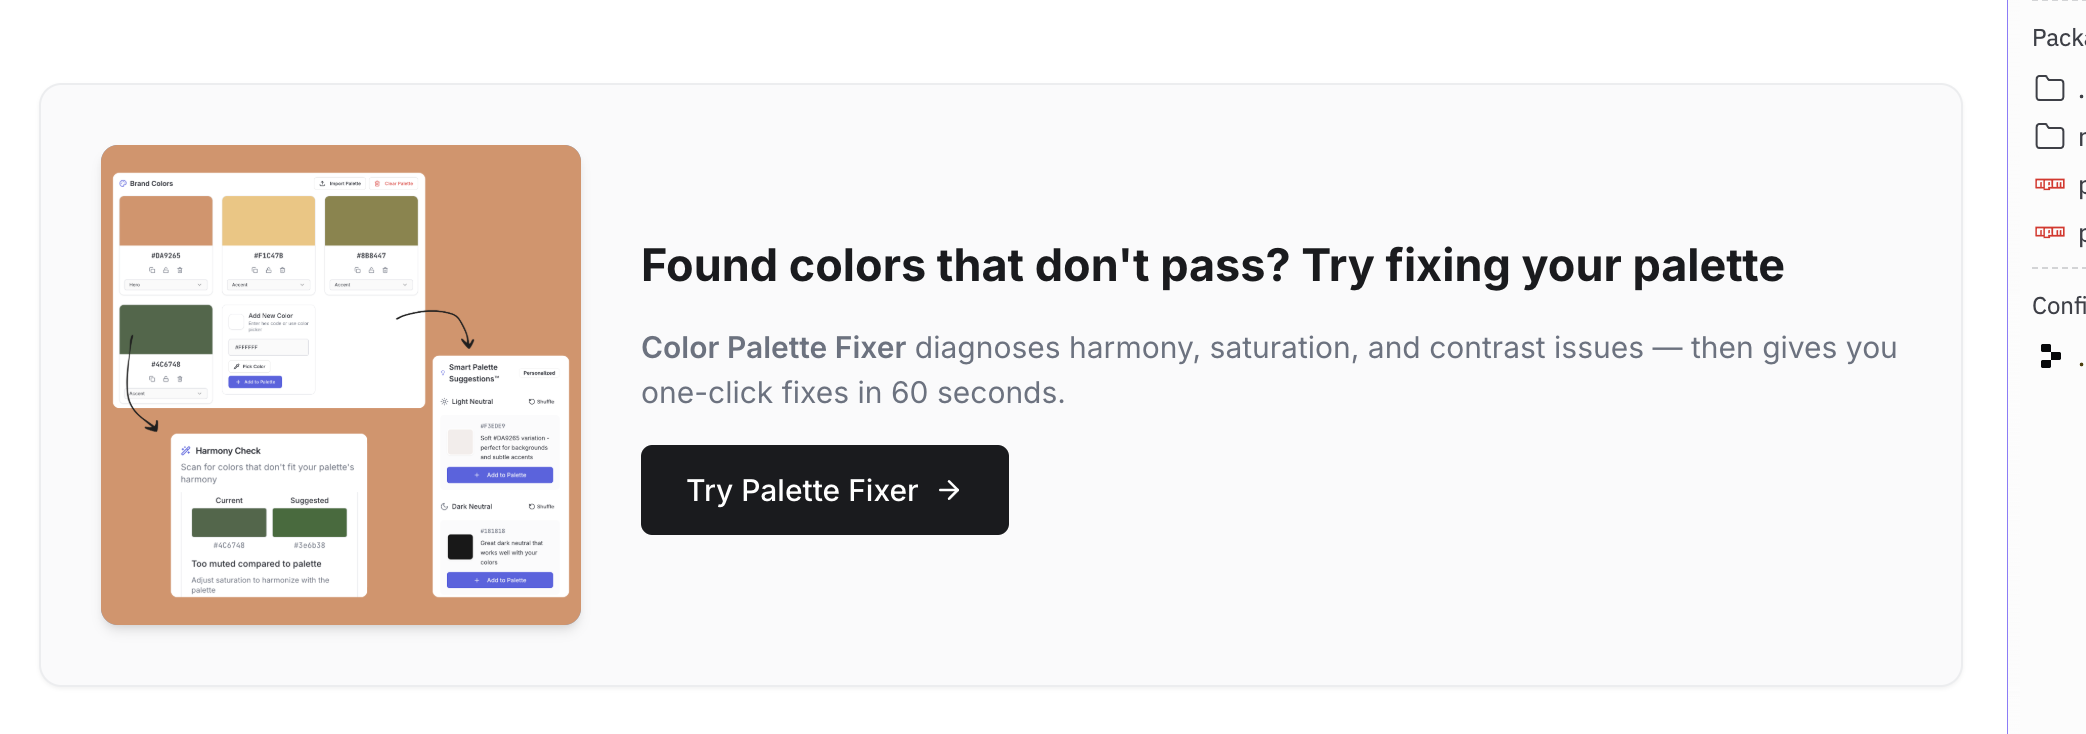 Brand Colors
Import Palette
Clear Palette
#DA9265
#F1C47B
#8B8447
Hero
Accent
Accent
#4C6748
Accent
Add New Color
Enter hex code or use color
picker
#FFFFFF
Pick Color
+ Add to Palette
Smart Palette
Suggestions™
Personalized
Light Neutral
Shuffle
#F3EDE9
Soft #DA9265 variation -
perfect for backgrounds
and subtle accents
+ Add to Palette
Dark Neutral
Shuffle
#181818
Great dark neutral that
works well with your
colors
+ Add to Palette
Harmony Check
Scan for colors that don't fit your palette's
harmony
Current
Suggested
#4C6748
#3e6b38
Too muted compared to palette
Adjust saturation to harmonize with the
palette
Found colors that don't pass? Try fixing your palette
Color Palette Fixer diagnoses harmony, saturation, and contrast issues — then gives you
one-click fixes in 60 seconds.
Try Palette Fixer →
Packa
Confi